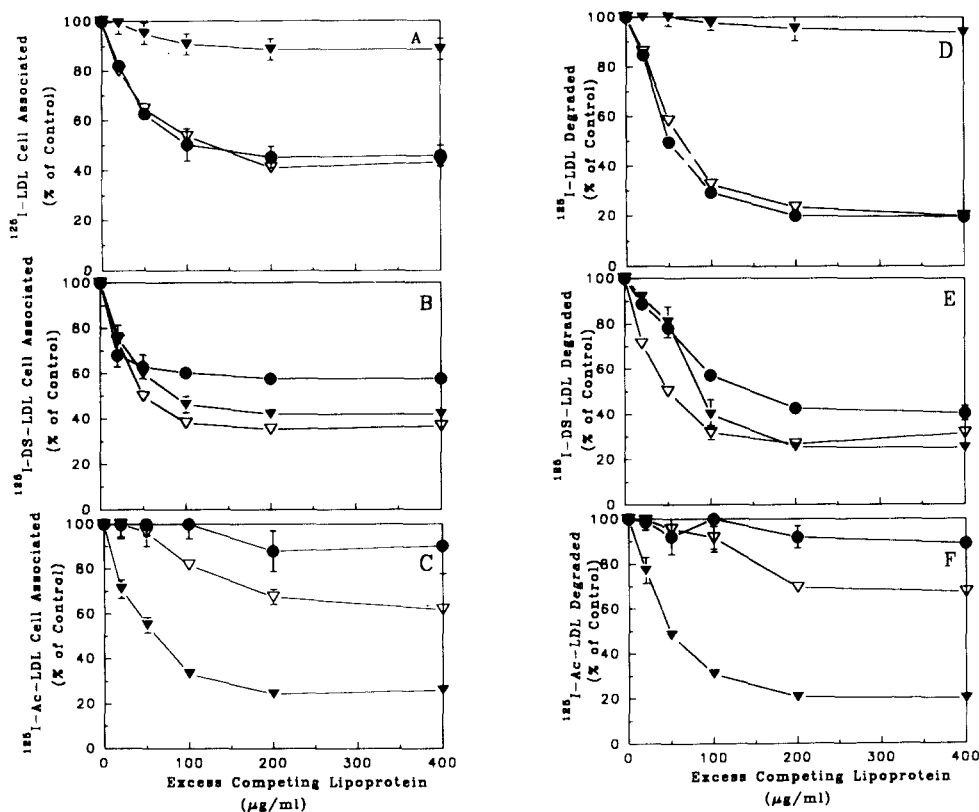 ¹²⁵I-LDL Cell Associated
(% of Control)
100
80
60
40
20
0
A
¹²⁵I-DS-LDL Cell Associated
(% of Control)
100
80
60
40
20
0
B
¹²⁵I-Ac-LDL Cell Associated
(% of Control)
100
80
60
40
20
0
C
0 100 200 300 400
Excess Competing Lipoprotein
(µg/ml)
¹²⁵I-LDL Degraded
(% of Control)
100
80
60
40
20
0
D
¹²⁵I-DS-LDL Degraded
(% of Control)
100
80
60
40
20
0
E
¹²⁵I-Ac-LDL Degraded
(% of Control)
100
80
60
40
20
0
F
0 100 200 300 400
Excess Competing Lipoprotein
(µg/ml)